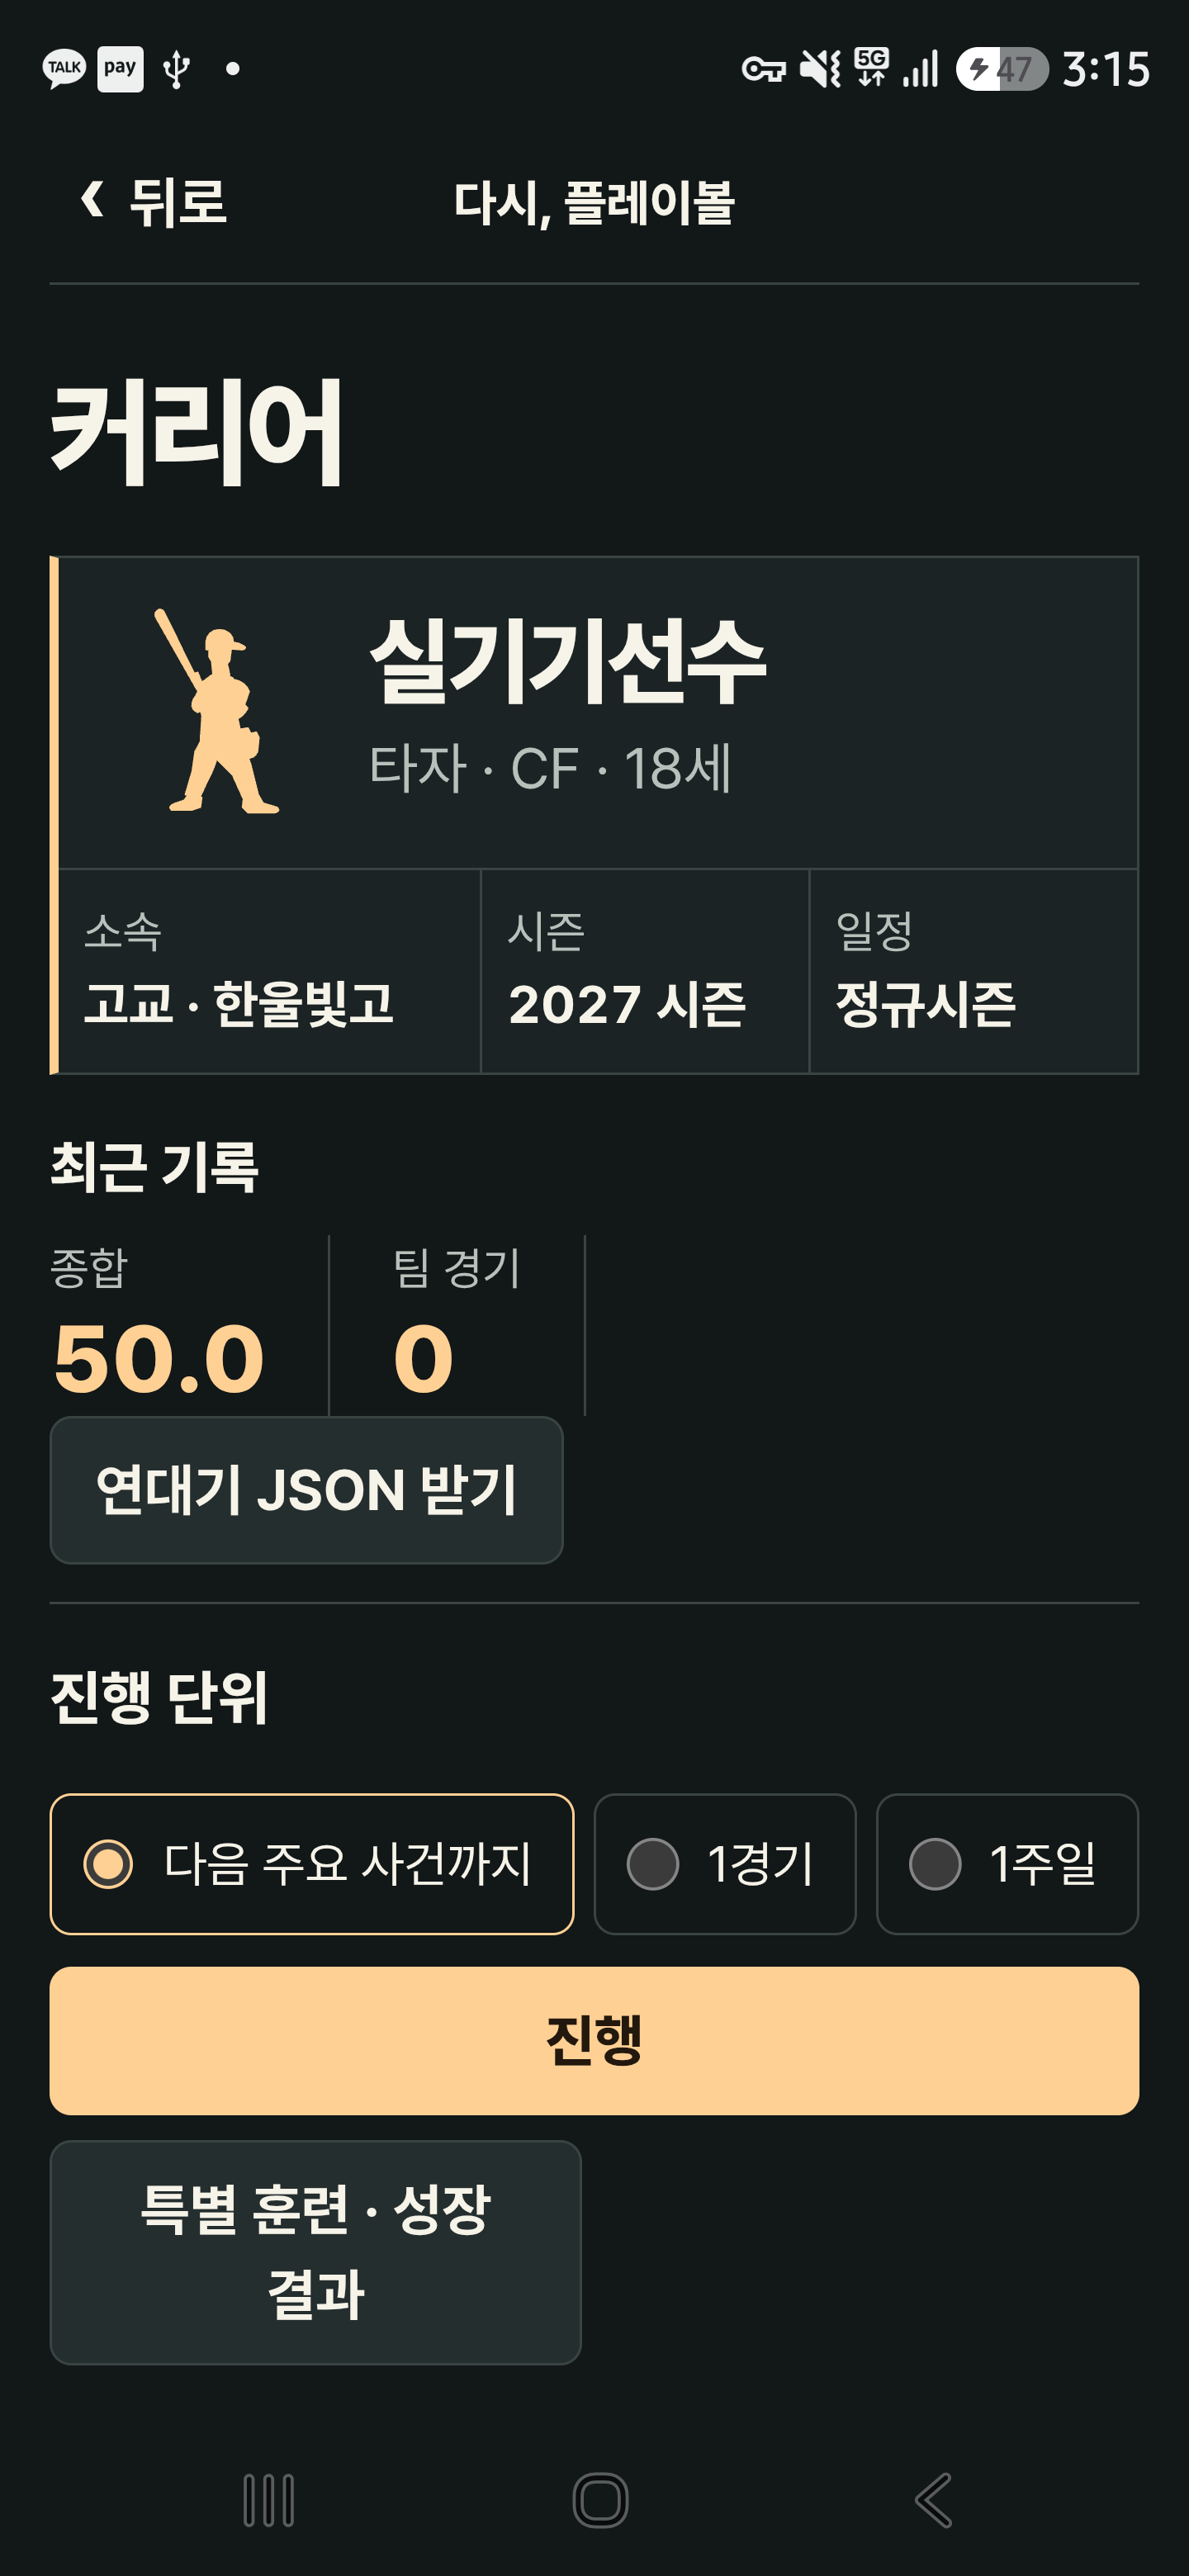 TALK pay 5G 47 3:15
뒤로 다시, 플레이볼
커리어
실기기선수
타자 · CF · 18세
소속 시즌 일정
고교 · 한울빛고 2027 시즌 정규시즌
최근 기록
종합 팀 경기
50.0 0
연대기 JSON 받기
진행 단위
다음 주요 사건까지 1경기 1주일
진행
특별 훈련 · 성장
결과